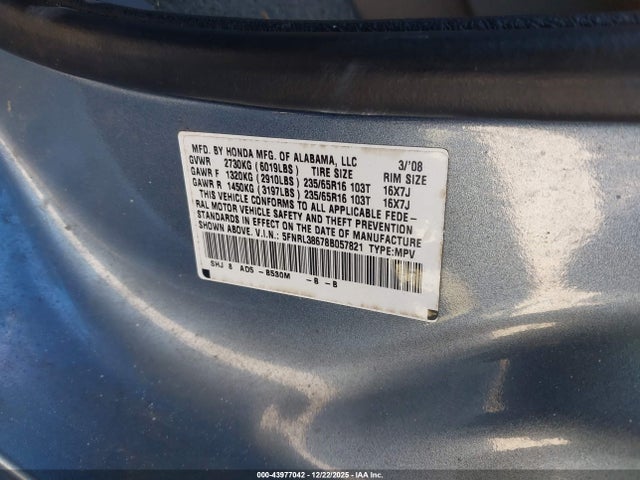 MFD. BY HONDA MFG. OF ALABAMA, LLC 3/'08
GVWR 2730KG (6019LBS) TIRE SIZE RIM SIZE
GAWR F 1320KG (2910LBS) 235/65R16 103T 16X7J
GAWR R 1450KG (3197LBS) 235/65R16 103T 16X7J
THIS VEHICLE CONFORMS TO ALL APPLICABLE FEDE-
RAL MOTOR VEHICLE SAFETY AND THEFT PREVENTION
STANDARDS IN EFFECT ON THE DATE OF MANUFACTURE
SHOWN ABOVE. V.I.N.: 5FNRL38678B057821 TYPE:MPV
SHJ 8 AD5 -B530M -B -B
000-43977042 - 12/22/2025 - IAAI.COM